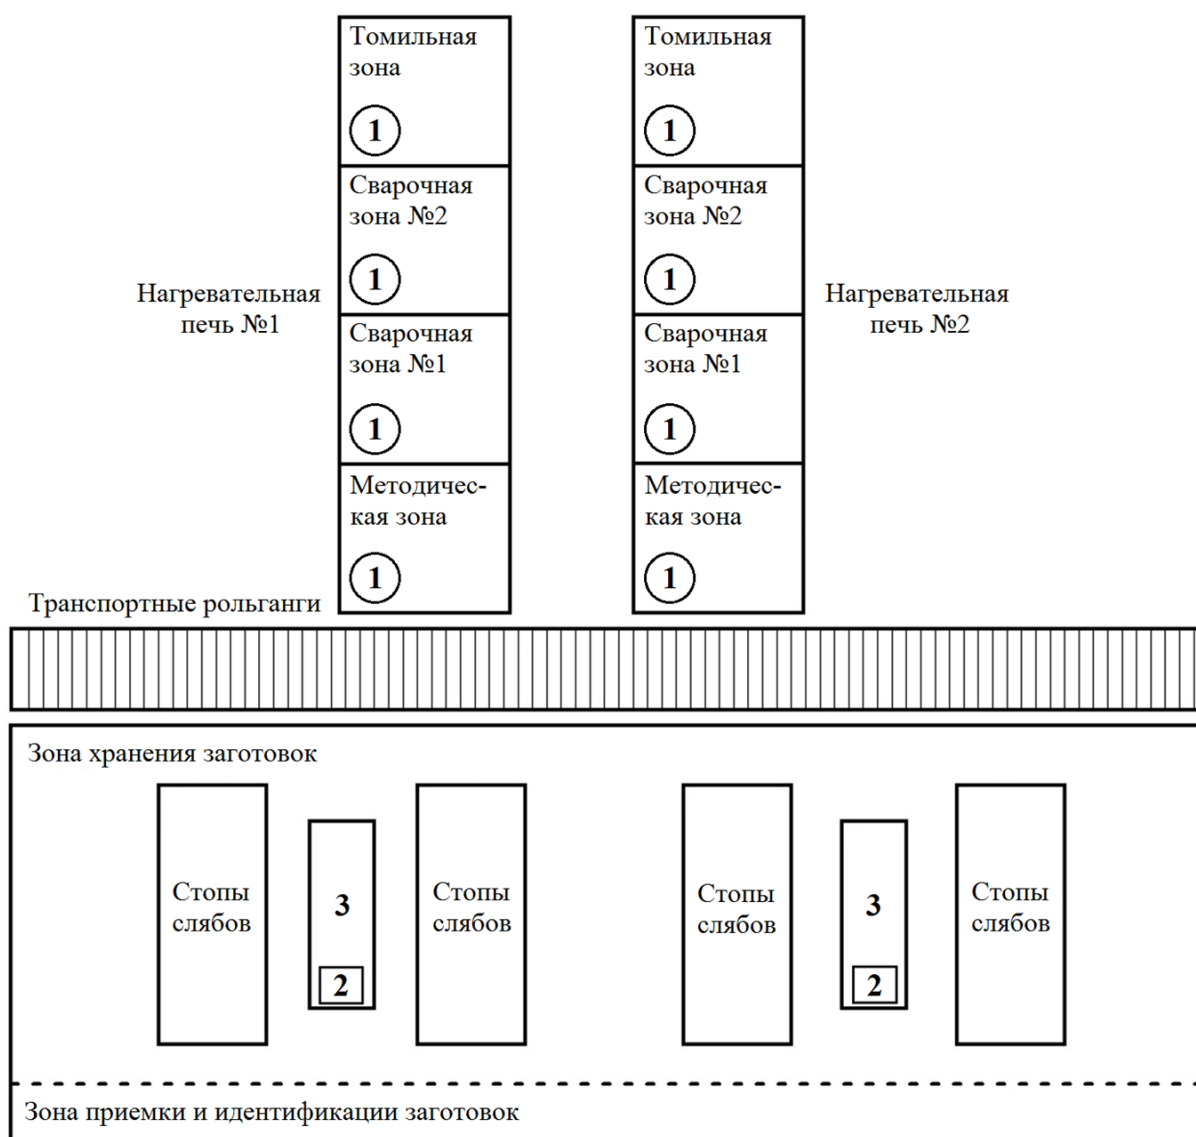 Томильная
зона
1
Томильная
зона
1
Сварочная
зона №2
1
Сварочная
зона №2
1
Нагревательная
печь №1
Нагревательная
печь №2
Сварочная
зона №1
1
Сварочная
зона №1
1
Методичес-
кая зона
1
Методичес-
кая зона
1
Транспортные рольганги
Зона хранения заготовок
Стопы
слябов
3
2
Стопы
слябов
Стопы
слябов
3
2
Стопы
слябов
Зона приемки и идентификации заготовок